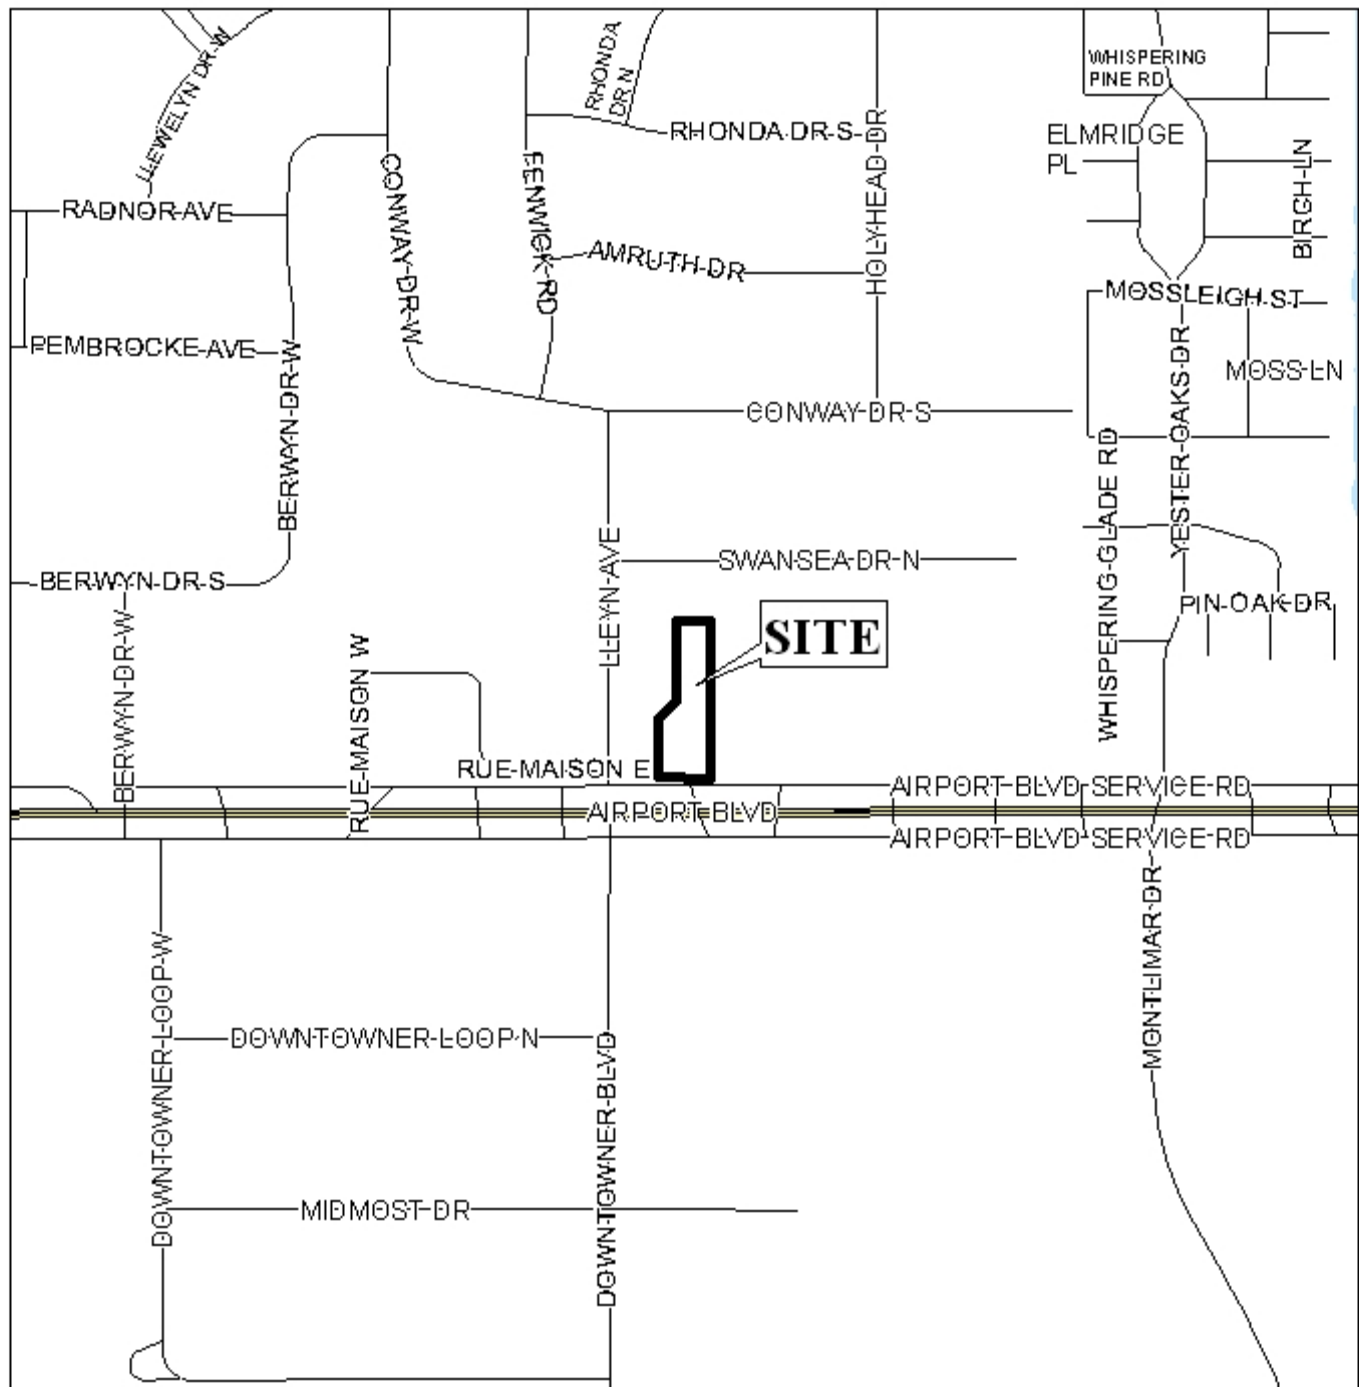 LLEWELYN DR W
RHONDA
DR N
WHISPERING
PINE RD
RHONDA DR S
HOLYHEAD DR
ELMRIDGE
PL
BIRCH LN
RADNOR AVE
CONWAY DR W
FENWICK RD
AMRUTH DR
MOSSLEIGH ST
PEMBROCKE AVE
BERWYN DR W
YESTER OAKS DR
MOSS LN
CONWAY DR S
WHISPERING GLADE RD
LLEYN AVE
SWANSEA DR N
BERWYN DR S
PIN OAK DR
BERWYN DR W
RUE MAISON W
SITE
RUE MAISON E
AIRPORT BLVD SERVICE RD
AIRPORT BLVD
AIRPORT BLVD SERVICE RD
MONTLIMAR DR
DOWNTOWNER LOOP W
DOWNTOWNER LOOP N
DOWNTOWNER BLVD
MIDMOST DR